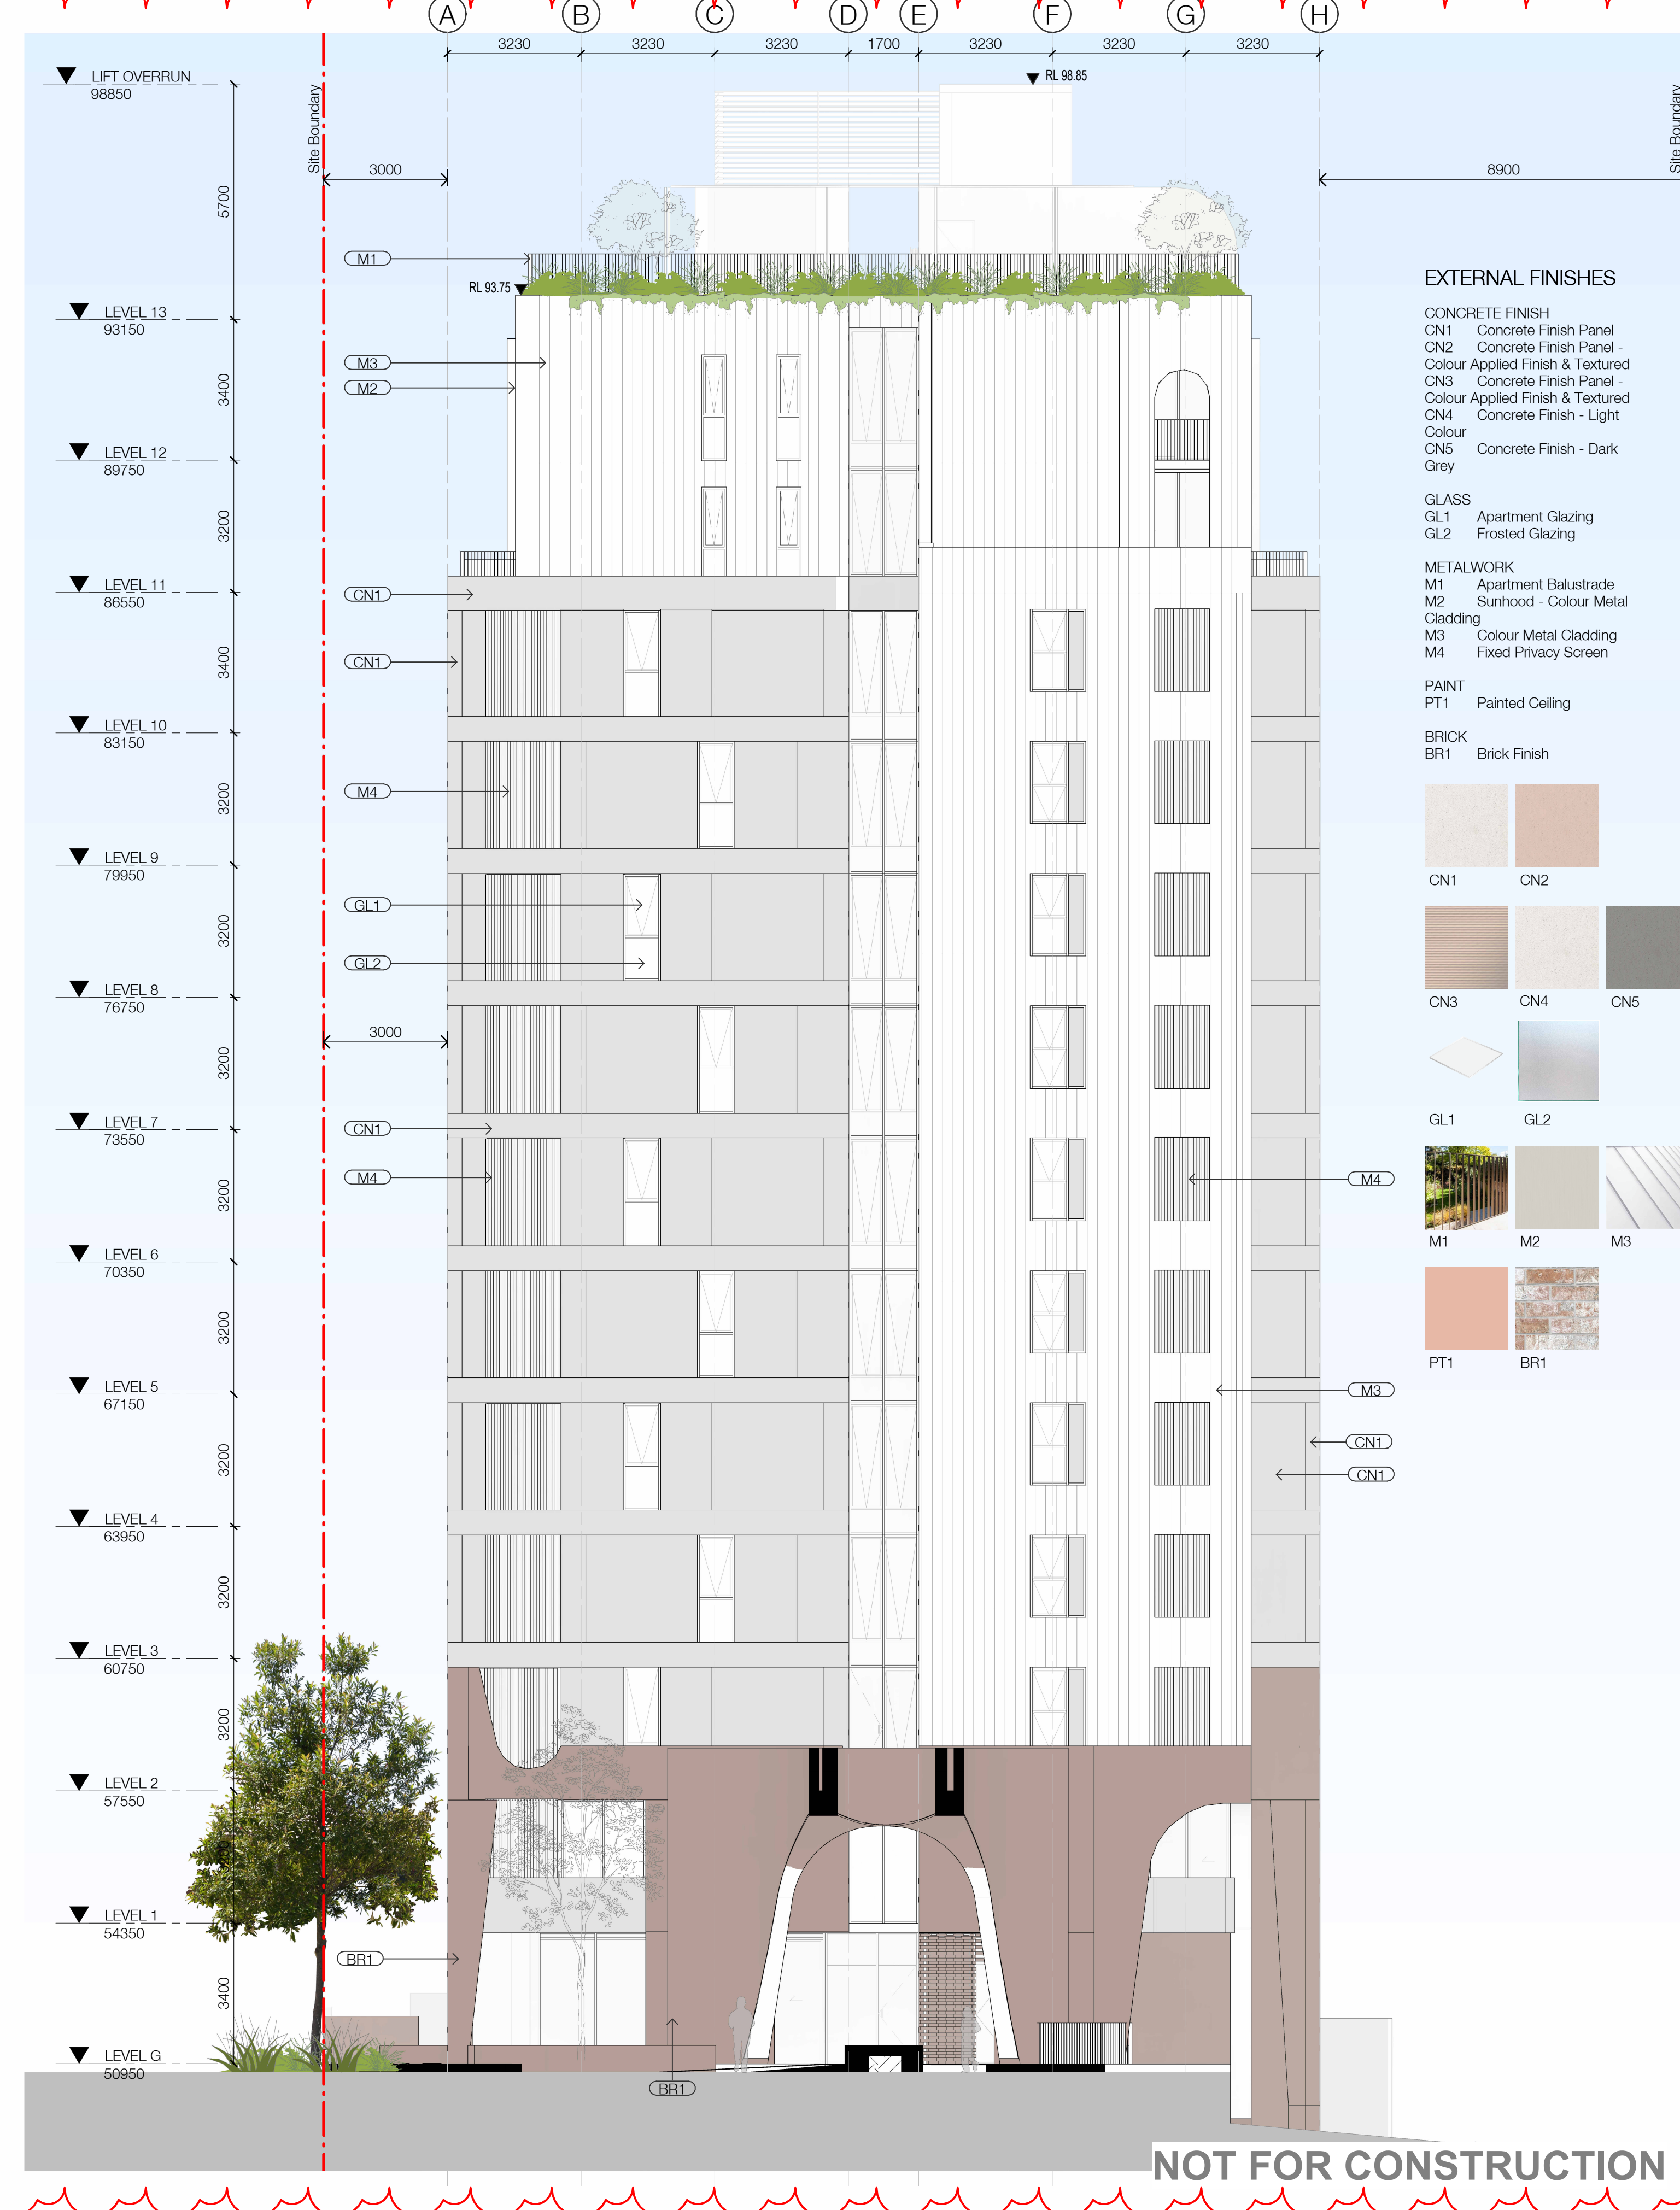 A B C D E F G H
3230 3230 3230 1700 3230 3230 3230
LIFT OVERRUN
98850
RL 98.85
Site Boundary
Site Boundary
3000
8900
5700
M1
RL 93.75
LEVEL 13
93150
M3
M2
3400
LEVEL 12
89750
3200
LEVEL 11
86550
CN1
3400
CN1
LEVEL 10
83150
3200
M4
LEVEL 9
79950
3200
GL1
GL2
LEVEL 8
76750
3200
3000
LEVEL 7
73550
CN1
3200
M4
M4
LEVEL 6
70350
3200
LEVEL 5
67150
M3
3200
CN1
CN1
LEVEL 4
63950
3200
LEVEL 3
60750
3200
LEVEL 2
57550
LEVEL 1
54350
BR1
3400
LEVEL G
50950
BR1
EXTERNAL FINISHES
CONCRETE FINISH
CN1 Concrete Finish Panel
CN2 Concrete Finish Panel -
Colour Applied Finish & Textured
CN3 Concrete Finish Panel -
Colour Applied Finish & Textured
CN4 Concrete Finish - Light
Colour
CN5 Concrete Finish - Dark
Grey
GLASS
GL1 Apartment Glazing
GL2 Frosted Glazing
METALWORK
M1 Apartment Balustrade
M2 Sunhood - Colour Metal
Cladding
M3 Colour Metal Cladding
M4 Fixed Privacy Screen
PAINT
PT1 Painted Ceiling
BRICK
BR1 Brick Finish
CN1 CN2
CN3 CN4 CN5
GL1 GL2
M1 M2 M3
PT1 BR1
NOT FOR CONSTRUCTION